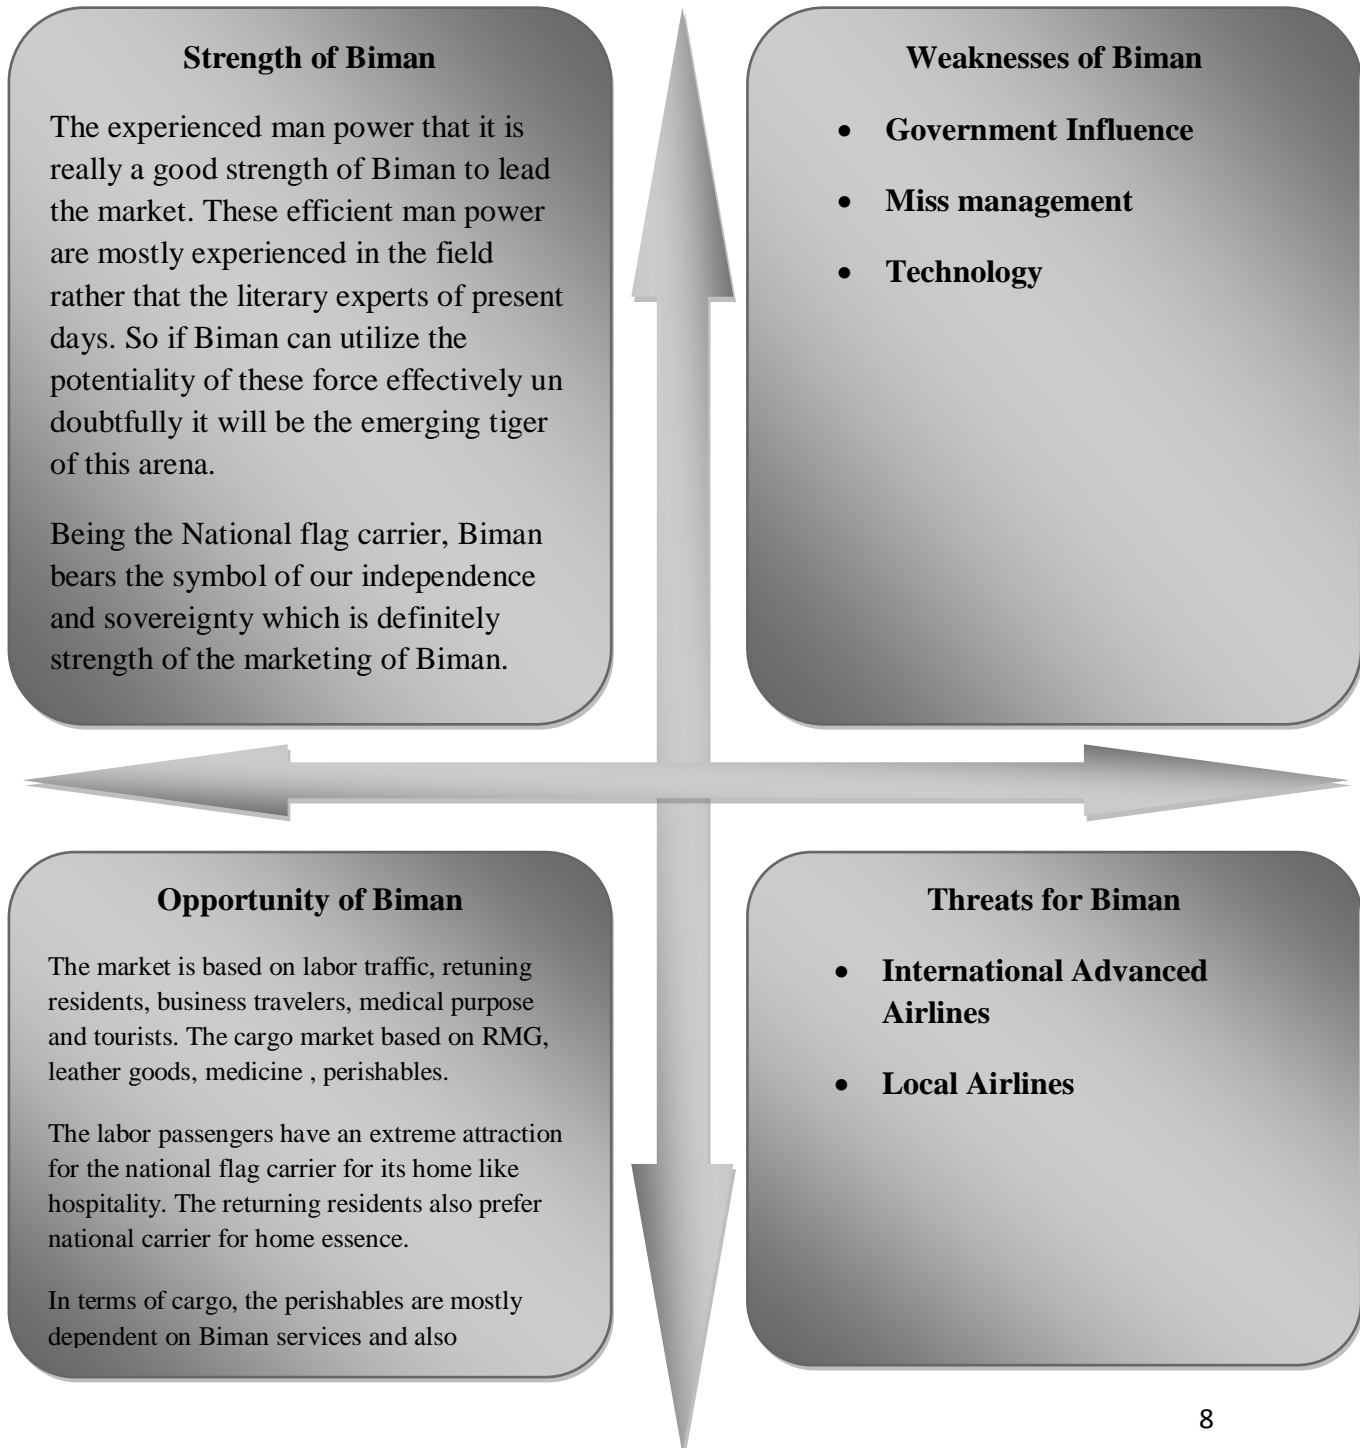 Strength of Biman
The experienced man power that it is
really a good strength of Biman to lead
the market. These efficient man power
are mostly experienced in the field
rather that the literary experts of present
days. So if Biman can utilize the
potentiality of these force effectively un
doubtfully it will be the emerging tiger
of this arena.
Being the National flag carrier, Biman
bears the symbol of our independence
and sovereignty which is definitely
strength of the marketing of Biman.
Weaknesses of Biman
• Government Influence
• Miss management
• Technology
Opportunity of Biman
The market is based on labor traffic, retuning
residents, business travelers, medical purpose
and tourists. The cargo market based on RMG,
leather goods, medicine , perishables.
The labor passengers have an extreme attraction
for the national flag carrier for its home like
hospitality. The returning residents also prefer
national carrier for home essence.
In terms of cargo, the perishables are mostly
dependent on Biman services and also
Threats for Biman
• International Advanced
Airlines
• Local Airlines
8